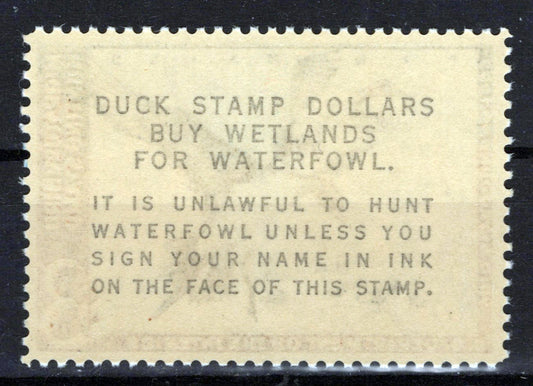 DUCK STAMP DOLLARS
BUY WETLANDS
FOR WATERFOWL.
IT IS UNLAWFUL TO HUNT
WATERFOWL UNLESS YOU
SIGN YOUR NAME IN INK
ON THE FACE OF THIS STAMP.